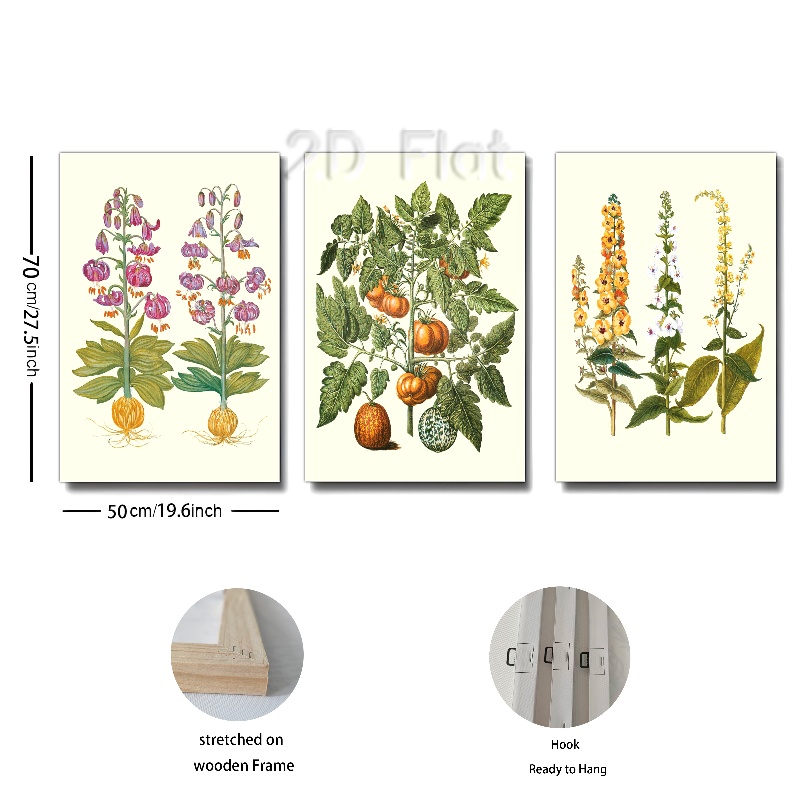 2D Flat
70 cm/27.5inch
50 cm/19.6inch
stretched on
wooden Frame
Hook
Ready to Hang